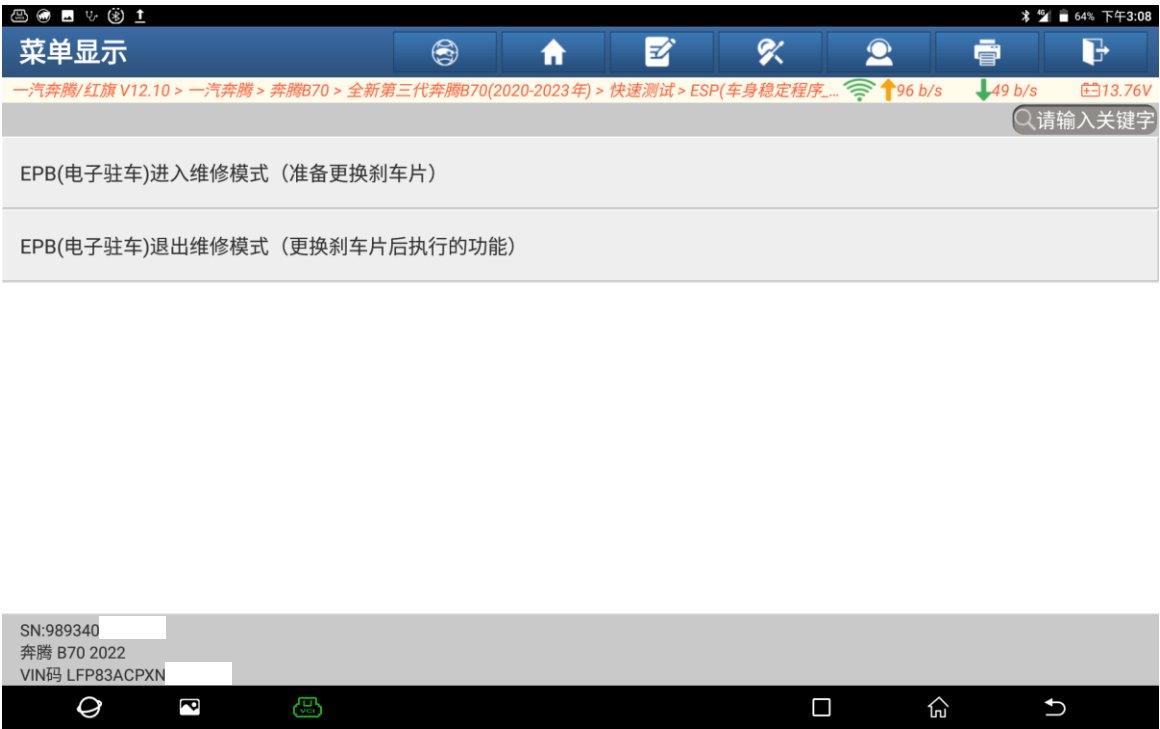 4G 64% 下午3:08
菜单显示
一汽奔腾/红旗 V12.10 > 一汽奔腾 > 奔腾B70 > 全新第三代奔腾B70(2020-2023年) > 快速测试 > ESP(车身稳定程序_... 96 b/s 49 b/s 13.76V
请输入关键字
EPB(电子驻车)进入维修模式（准备更换刹车片）
EPB(电子驻车)退出维修模式（更换刹车片后执行的功能）
SN:989340
奔腾 B70 2022
VIN码 LFP83ACPXN
VCI